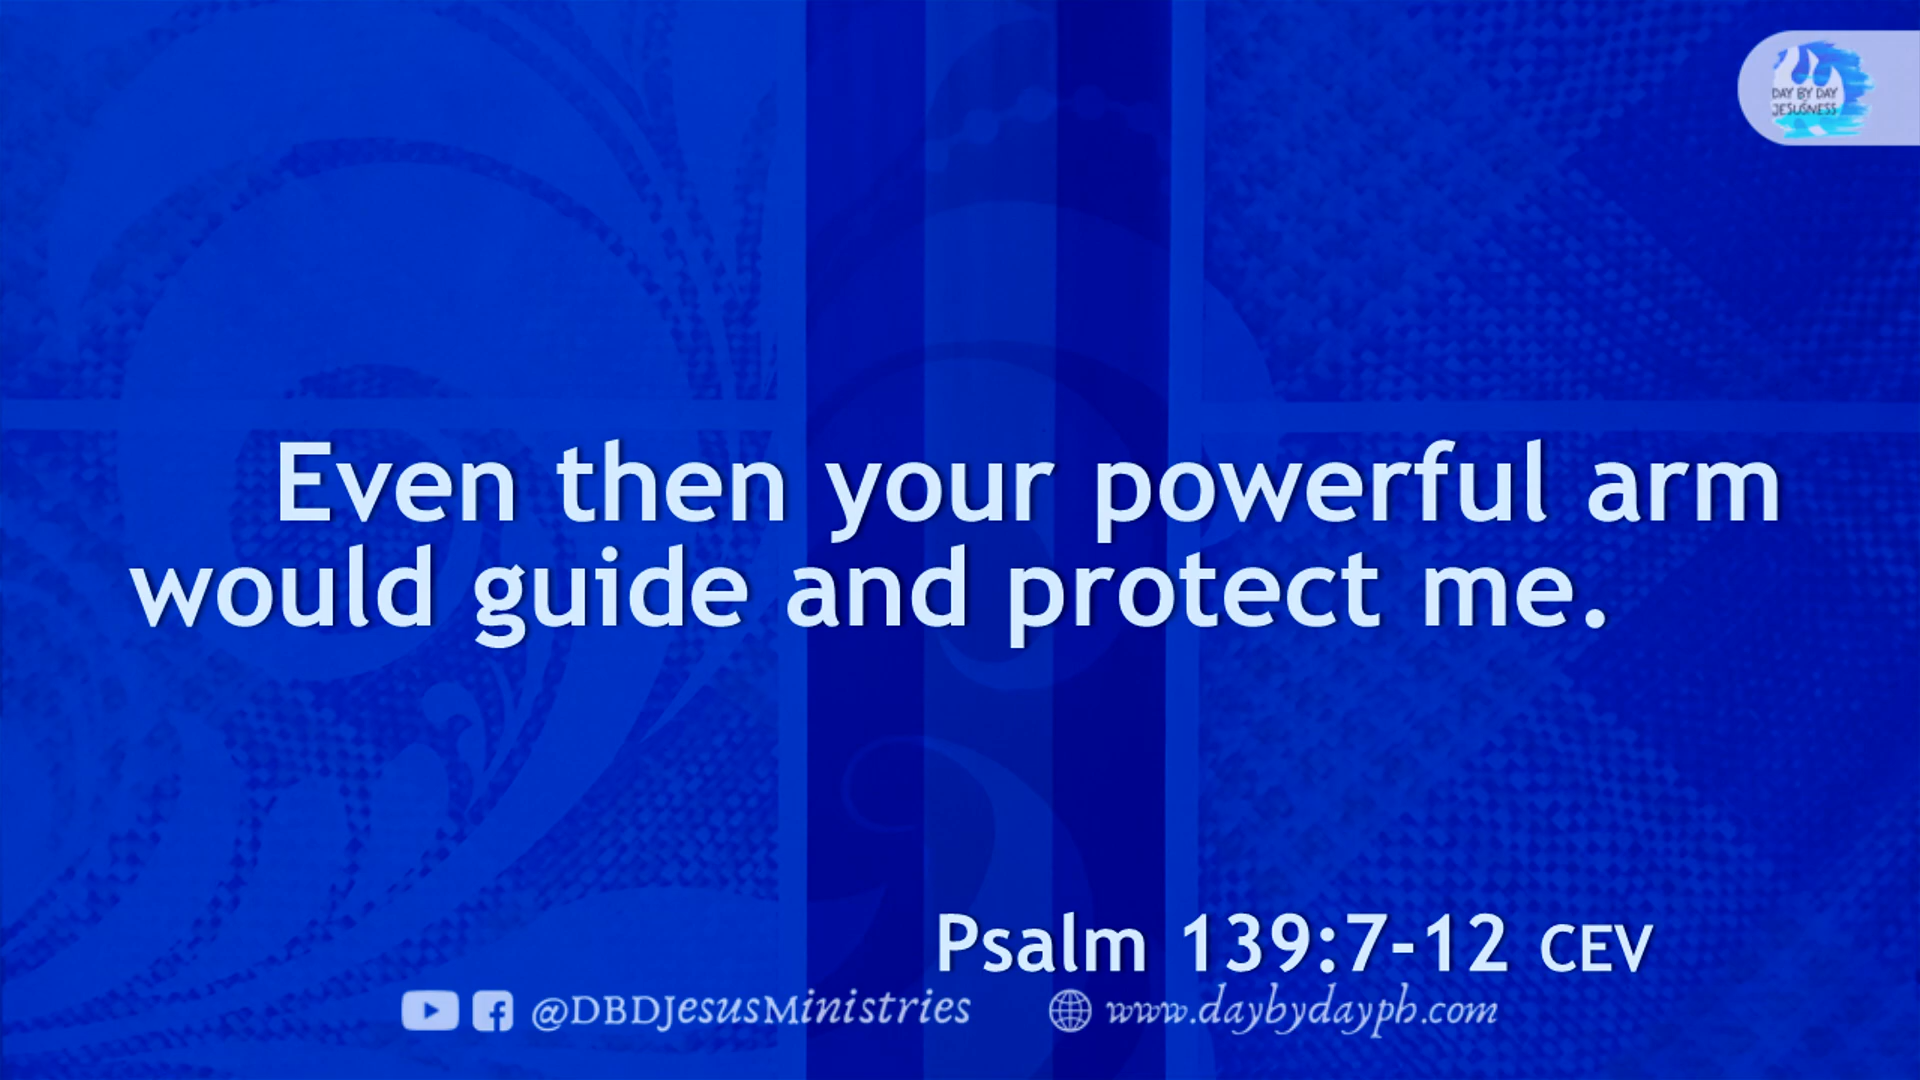 DAY BY DAY
JESUSNESS
Even then your powerful arm
would guide and protect me.
Psalm 139:7-12 CEV
@DBDJesusMinistries www.daybydayph.com